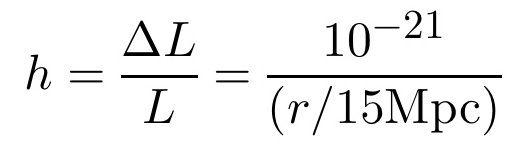 h = ΔL/L = 10⁻²¹/(r/15Mpc)